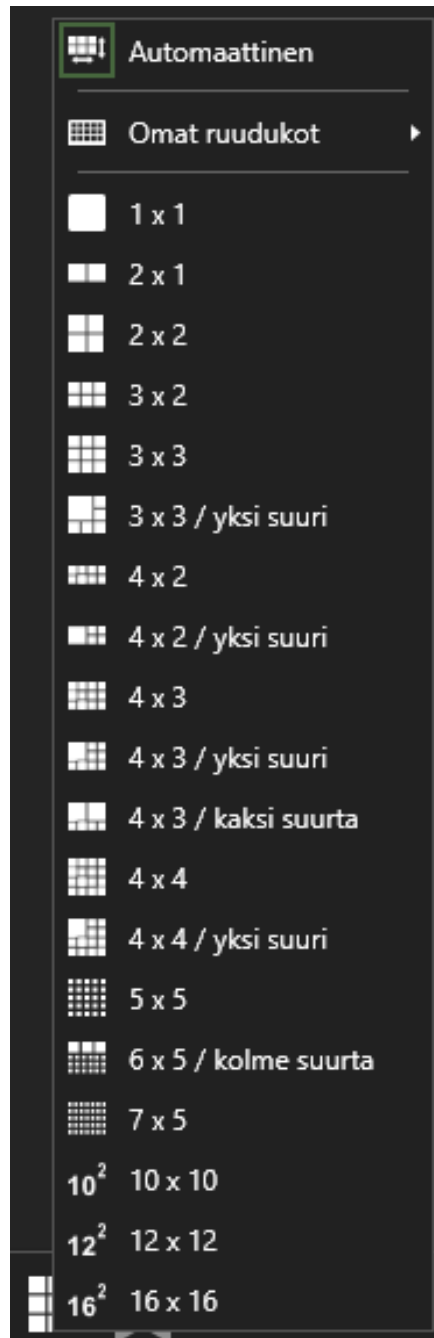 Automaattinen
Omat ruudukot
1 x 1
2 x 1
2 x 2
3 x 2
3 x 3
3 x 3 / yksi suuri
4 x 2
4 x 2 / yksi suuri
4 x 3
4 x 3 / yksi suuri
4 x 3 / kaksi suurta
4 x 4
4 x 4 / yksi suuri
5 x 5
6 x 5 / kolme suurta
7 x 5
10² 10 x 10
12² 12 x 12
16² 16 x 16